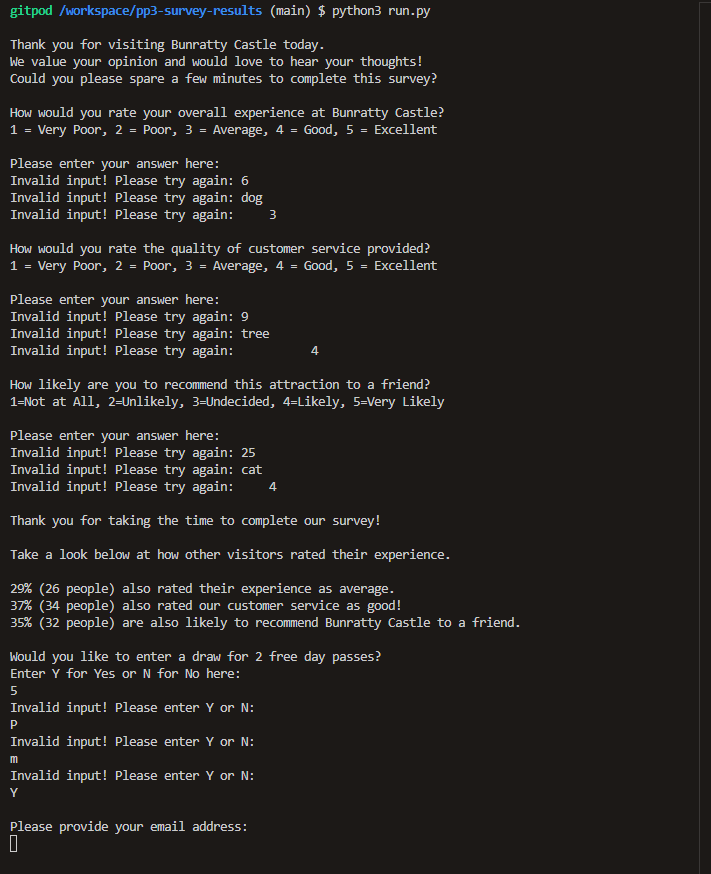 gitpod /workspace/pp3-survey-results (main) $ python3 run.py
Thank you for visiting Bunratty Castle today.
We value your opinion and would love to hear your thoughts!
Could you please spare a few minutes to complete this survey?
How would you rate your overall experience at Bunratty Castle?
1 = Very Poor, 2 = Poor, 3 = Average, 4 = Good, 5 = Excellent
Please enter your answer here:
Invalid input! Please try again: 6
Invalid input! Please try again: dog
Invalid input! Please try again:     3
How would you rate the quality of customer service provided?
1 = Very Poor, 2 = Poor, 3 = Average, 4 = Good, 5 = Excellent
Please enter your answer here:
Invalid input! Please try again: 9
Invalid input! Please try again: tree
Invalid input! Please try again:           4
How likely are you to recommend this attraction to a friend?
1=Not at All, 2=Unlikely, 3=Undecided, 4=Likely, 5=Very Likely
Please enter your answer here:
Invalid input! Please try again: 25
Invalid input! Please try again: cat
Invalid input! Please try again:     4
Thank you for taking the time to complete our survey!
Take a look below at how other visitors rated their experience.
29% (26 people) also rated their experience as average.
37% (34 people) also rated our customer service as good!
35% (32 people) are also likely to recommend Bunratty Castle to a friend.
Would you like to enter a draw for 2 free day passes?
Enter Y for Yes or N for No here:
5
Invalid input! Please enter Y or N:
P
Invalid input! Please enter Y or N:
m
Invalid input! Please enter Y or N:
Y
Please provide your email address: